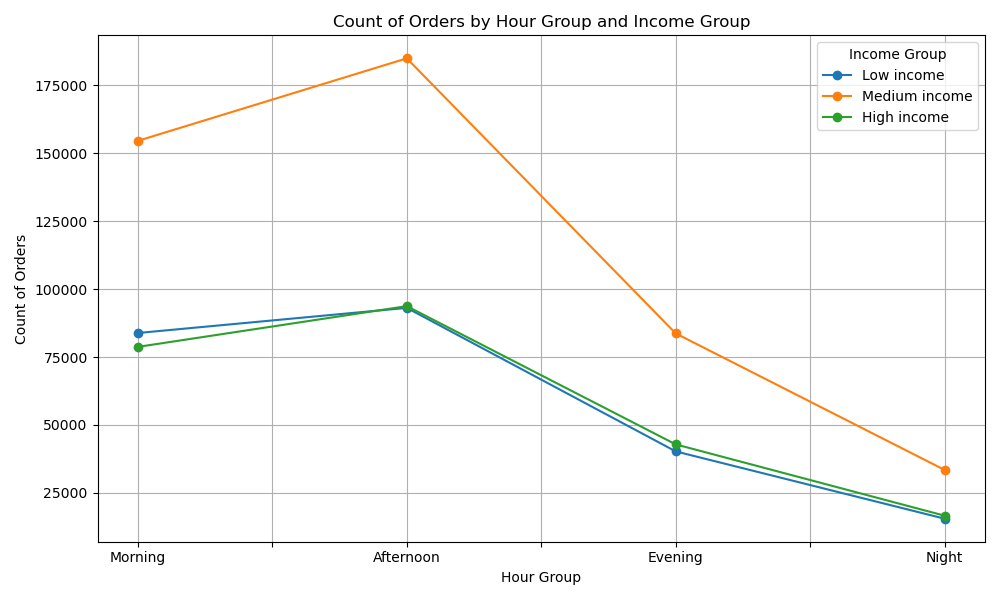 Count of Orders by Hour Group and Income Group
Income Group
Low income
Medium income
High income
175000
150000
125000
100000
75000
50000
25000
Count of Orders
Morning
Afternoon
Evening
Night
Hour Group